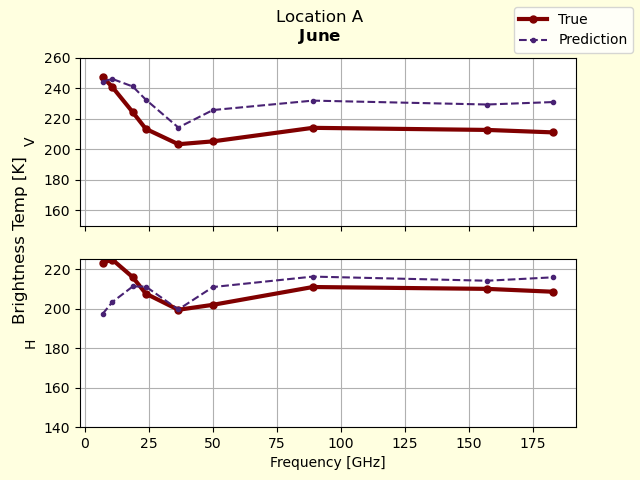 Location A
June
True
Prediction
Brightness Temp [K]
V
260
240
220
200
180
160
H
220
200
180
160
140
0
25
50
75
100
125
150
175
Frequency [GHz]